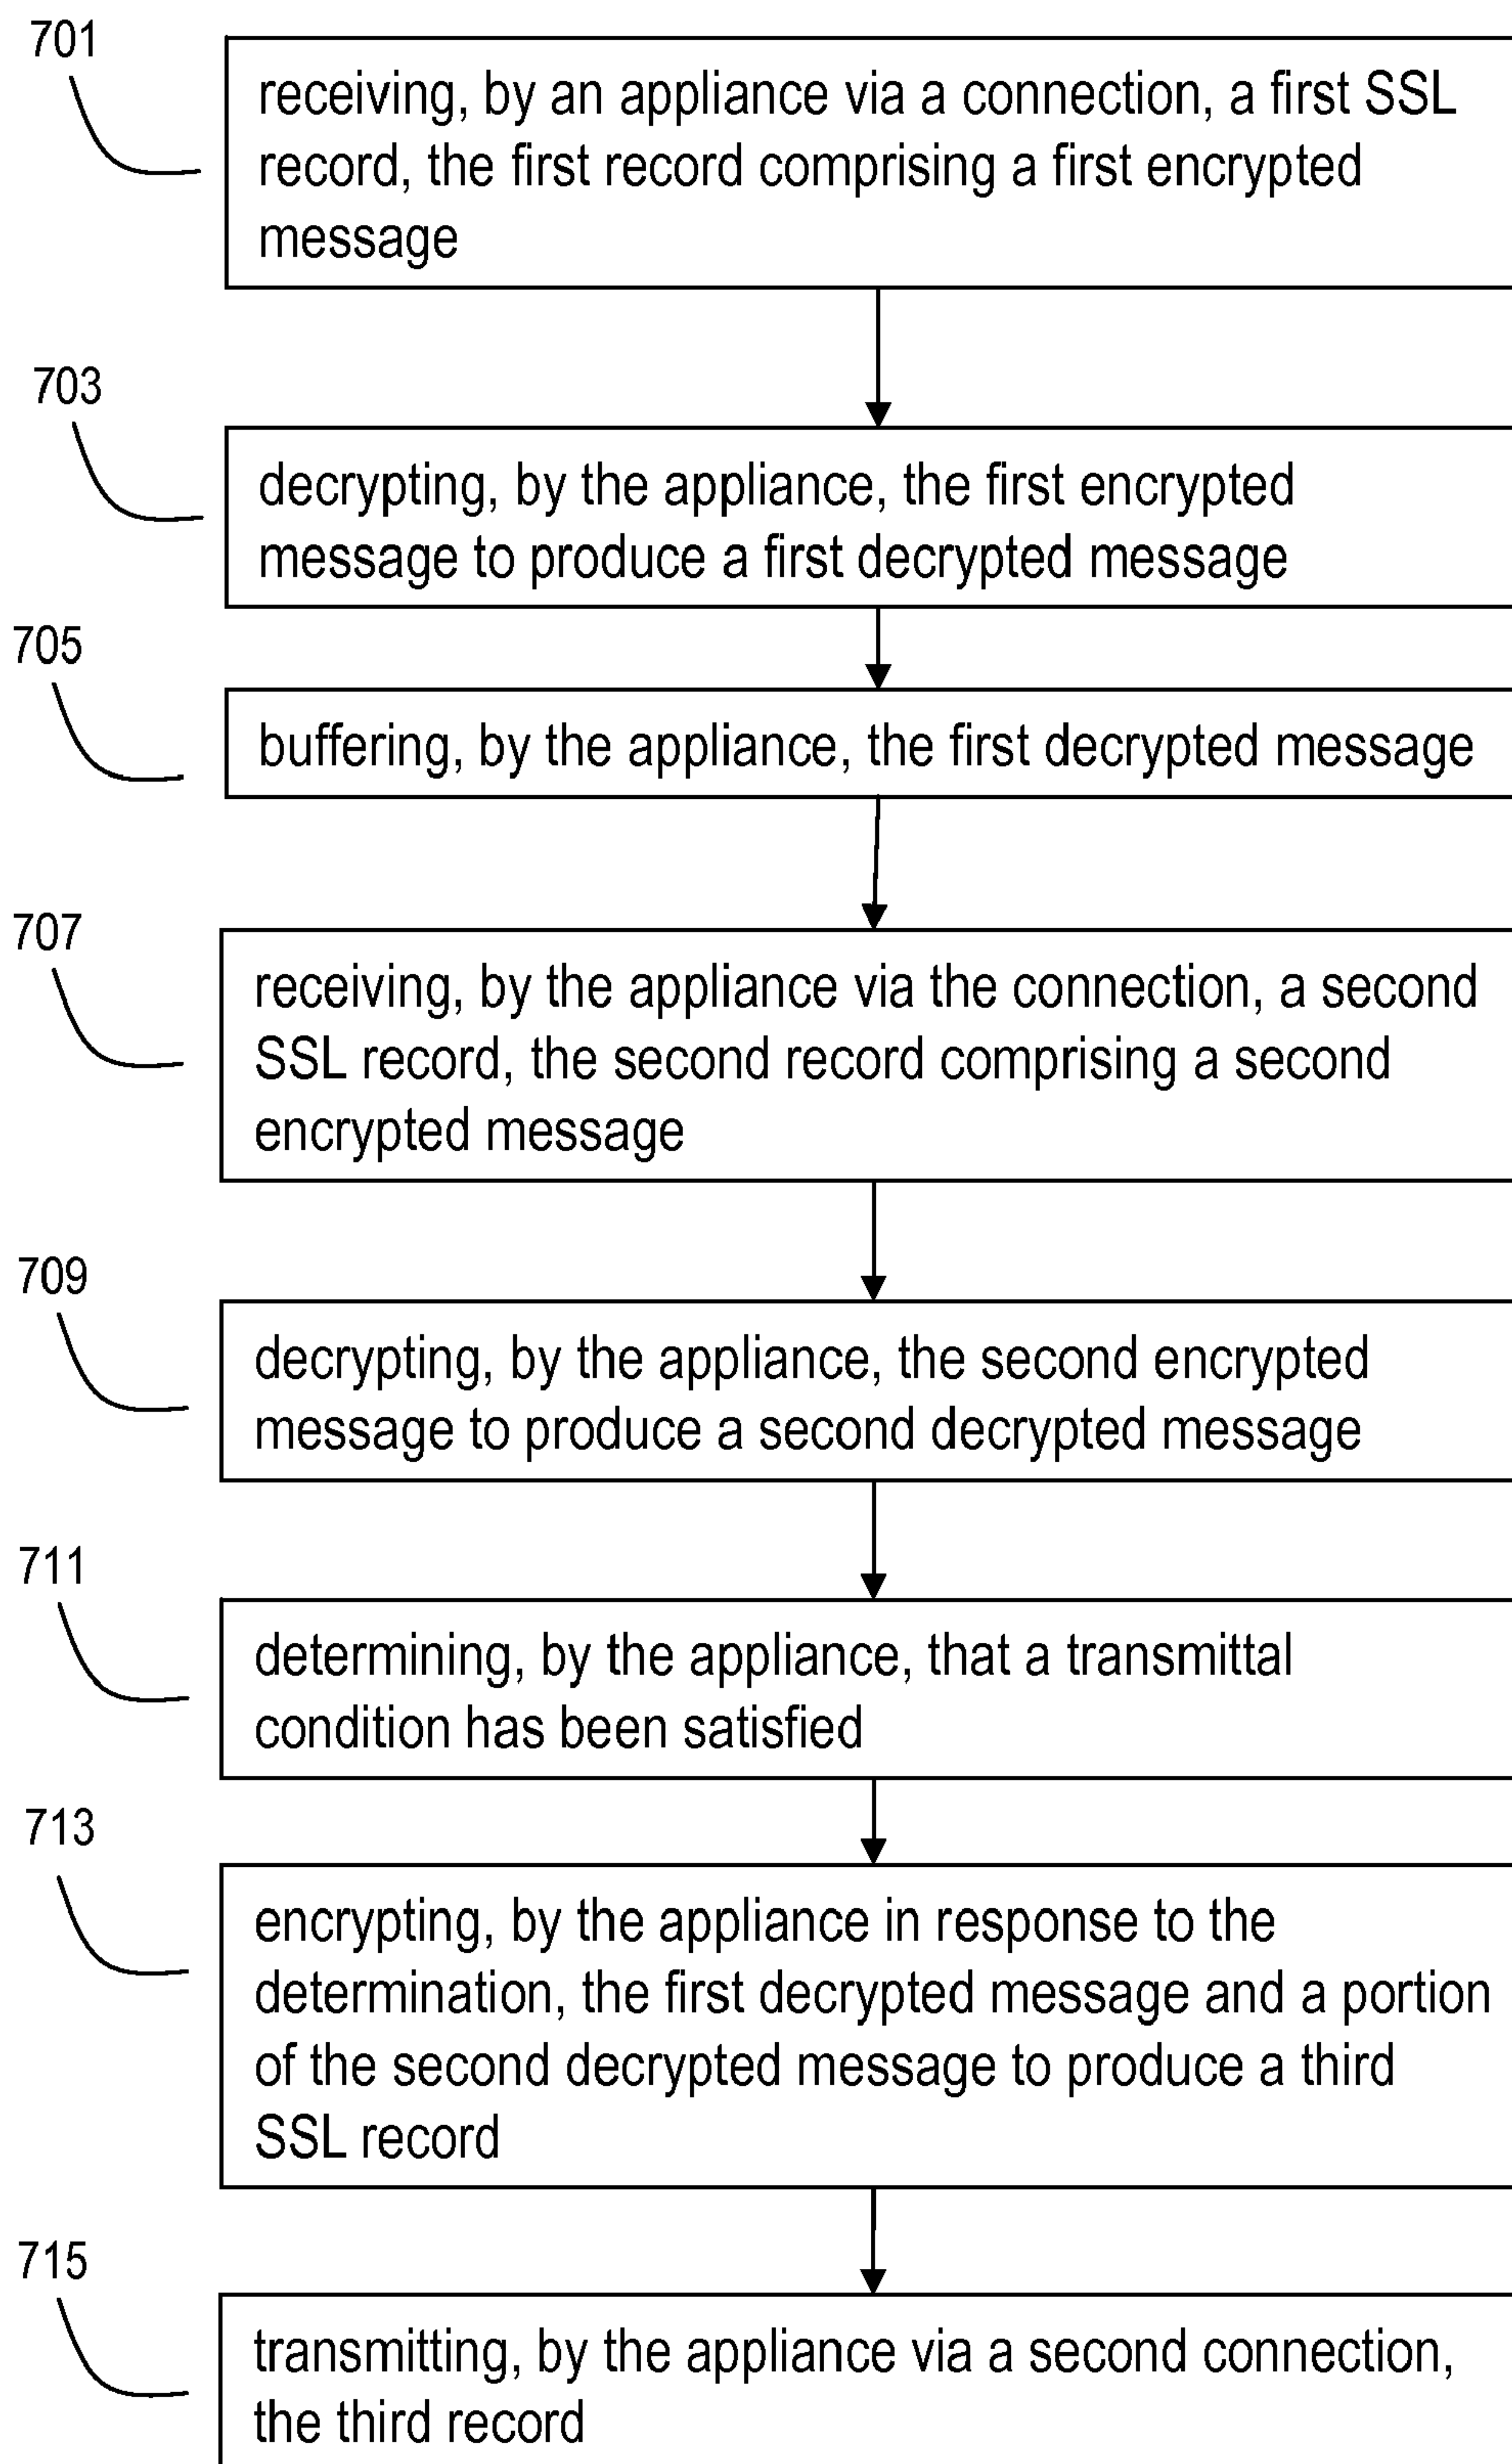 701
receiving, by an appliance via a connection, a first SSL
record, the first record comprising a first encrypted
message
703
decrypting, by the appliance, the first encrypted
message to produce a first decrypted message
705
buffering, by the appliance, the first decrypted message
707
receiving, by the appliance via the connection, a second
SSL record, the second record comprising a second
encrypted message
709
decrypting, by the appliance, the second encrypted
message to produce a second decrypted message
711
determining, by the appliance, that a transmittal
condition has been satisfied
713
encrypting, by the appliance in response to the
determination, the first decrypted message and a portion
of the second decrypted message to produce a third
SSL record
715
transmitting, by the appliance via a second connection,
the third record